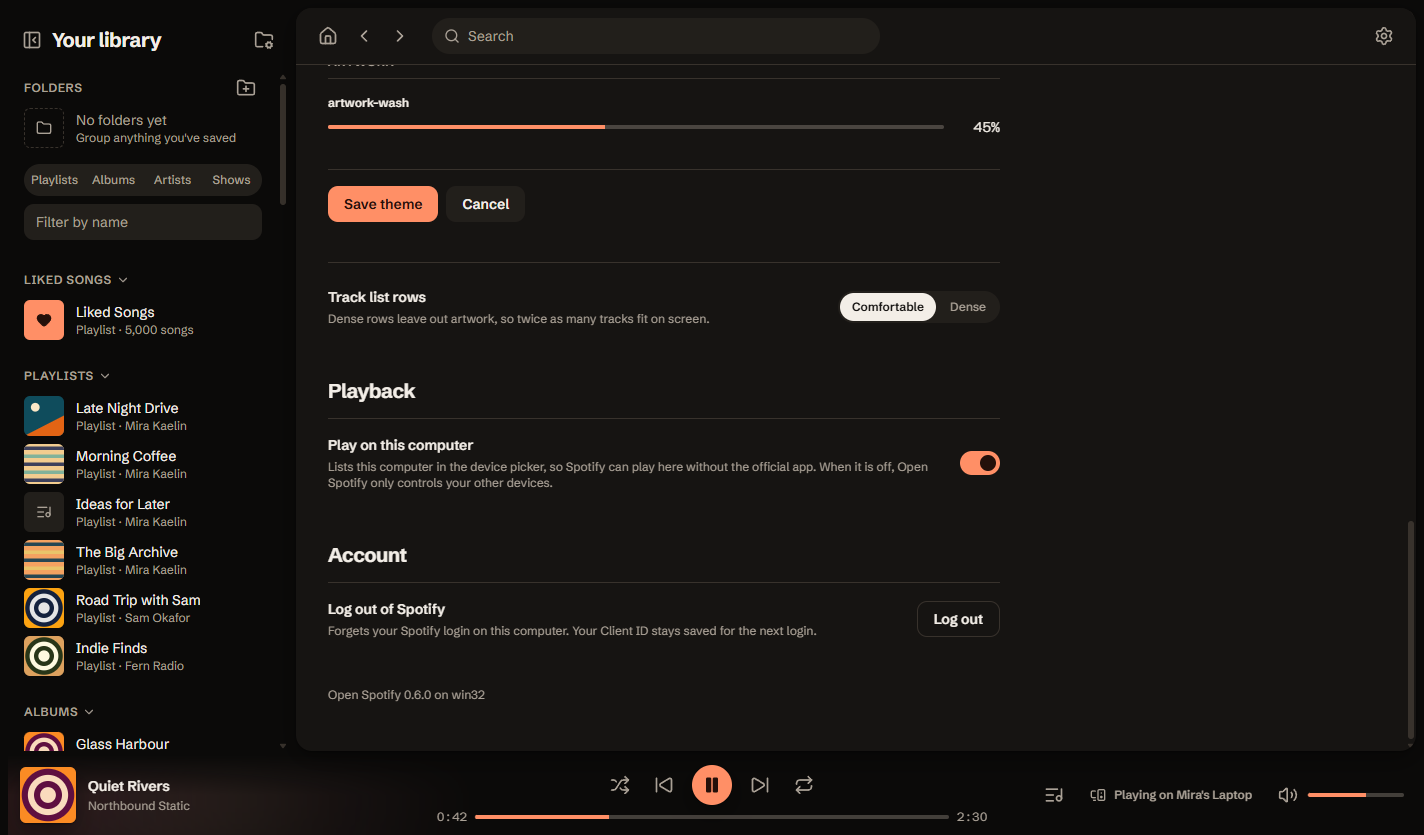 Your library
Search
FOLDERS
No folders yet
Group anything you've saved
Playlists
Albums
Artists
Shows
Filter by name
LIKED SONGS
Liked Songs
Playlist · 5,000 songs
PLAYLISTS
Late Night Drive
Playlist · Mira Kaelin
Morning Coffee
Playlist · Mira Kaelin
Ideas for Later
Playlist · Mira Kaelin
The Big Archive
Playlist · Mira Kaelin
Road Trip with Sam
Playlist · Sam Okafor
Indie Finds
Playlist · Fern Radio
ALBUMS
Glass Harbour
artwork-wash
45%
Save theme
Cancel
Track list rows
Dense rows leave out artwork, so twice as many tracks fit on screen.
Comfortable
Dense
Playback
Play on this computer
Lists this computer in the device picker, so Spotify can play here without the official app. When it is off, Open
Spotify only controls your other devices.
Account
Log out of Spotify
Forgets your Spotify login on this computer. Your Client ID stays saved for the next login.
Log out
Open Spotify 0.6.0 on win32
Quiet Rivers
Northbound Static
0:42
2:30
Playing on Mira's Laptop